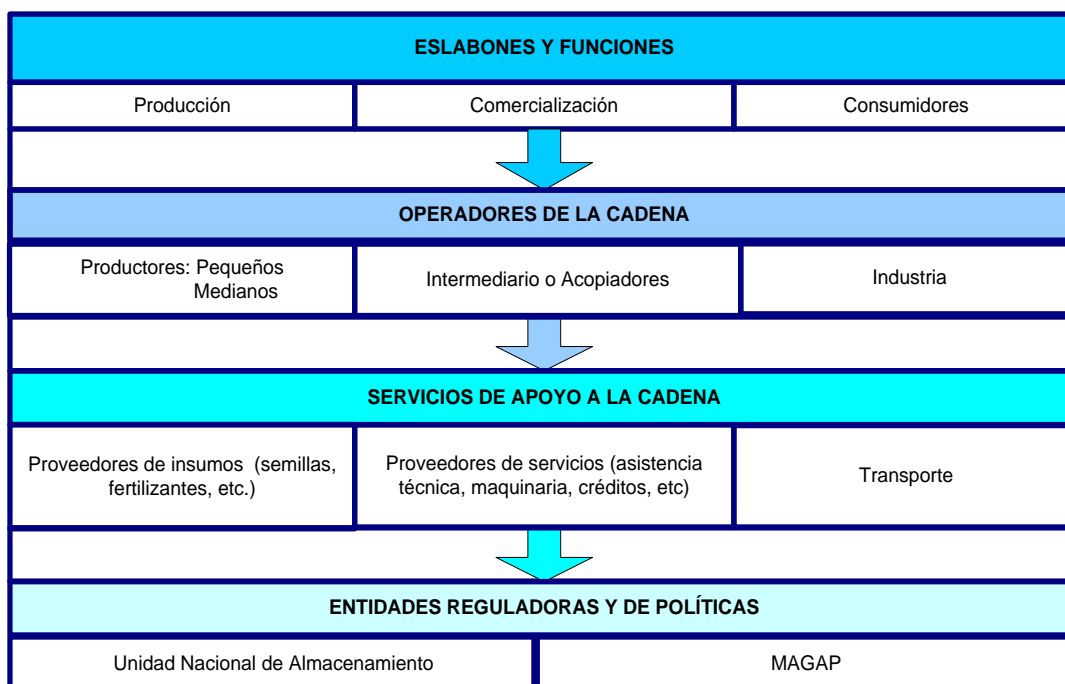 ESLABONES Y FUNCIONES
Producción
Comercialización
Consumidores
OPERADORES DE LA CADENA
Productores: Pequeños
Medianos
Intermediario o Acopiadores
Industria
SERVICIOS DE APOYO A LA CADENA
Proveedores de insumos (semillas,
fertilizantes, etc.)
Proveedores de servicios (asistencia
técnica, maquinaria, créditos, etc)
Transporte
ENTIDADES REGULADORAS Y DE POLÍTICAS
Unidad Nacional de Almacenamiento
MAGAP